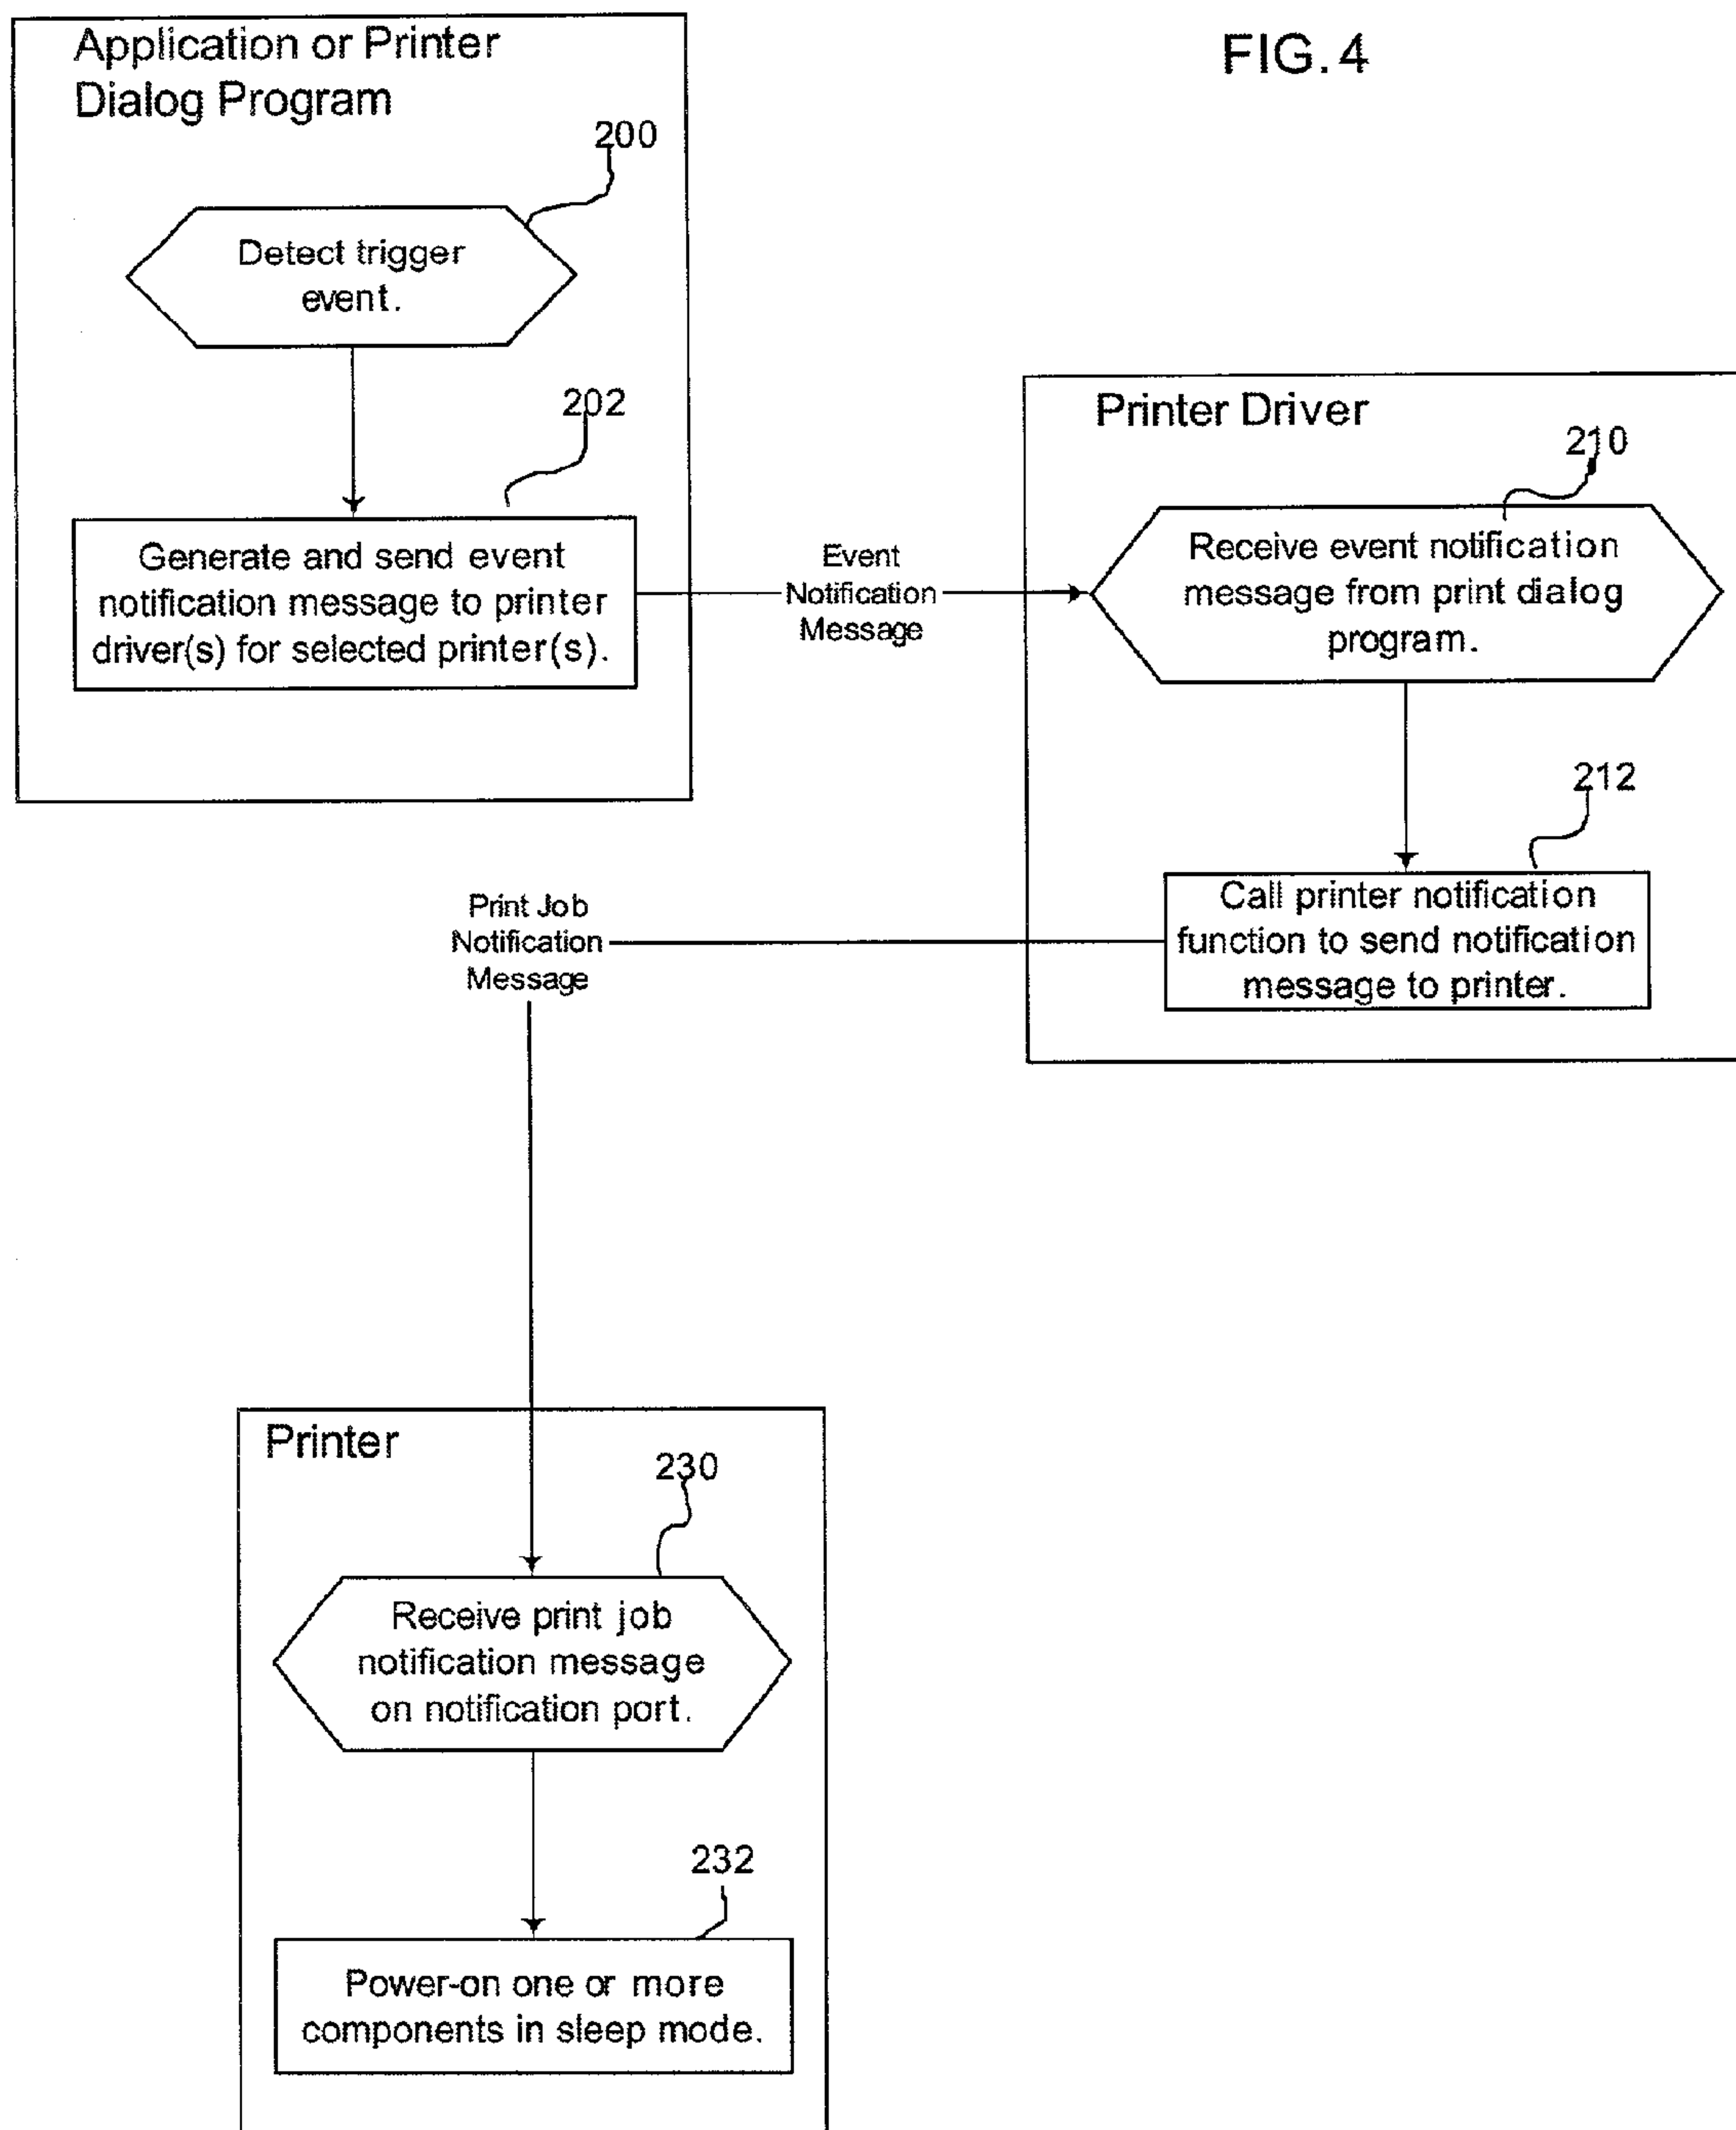 FIG. 4
Application or Printer
Dialog Program
200
Detect trigger
event.
202
Generate and send event
notification message to printer
driver(s) for selected printer(s).
Event
Notification
Message
Printer Driver
210
Receive event notification
message from print dialog
program.
212
Call printer notification
function to send notification
message to printer.
Print Job
Notification
Message
Printer
230
Receive print job
notification message
on notification port.
232
Power-on one or more
components in sleep mode.